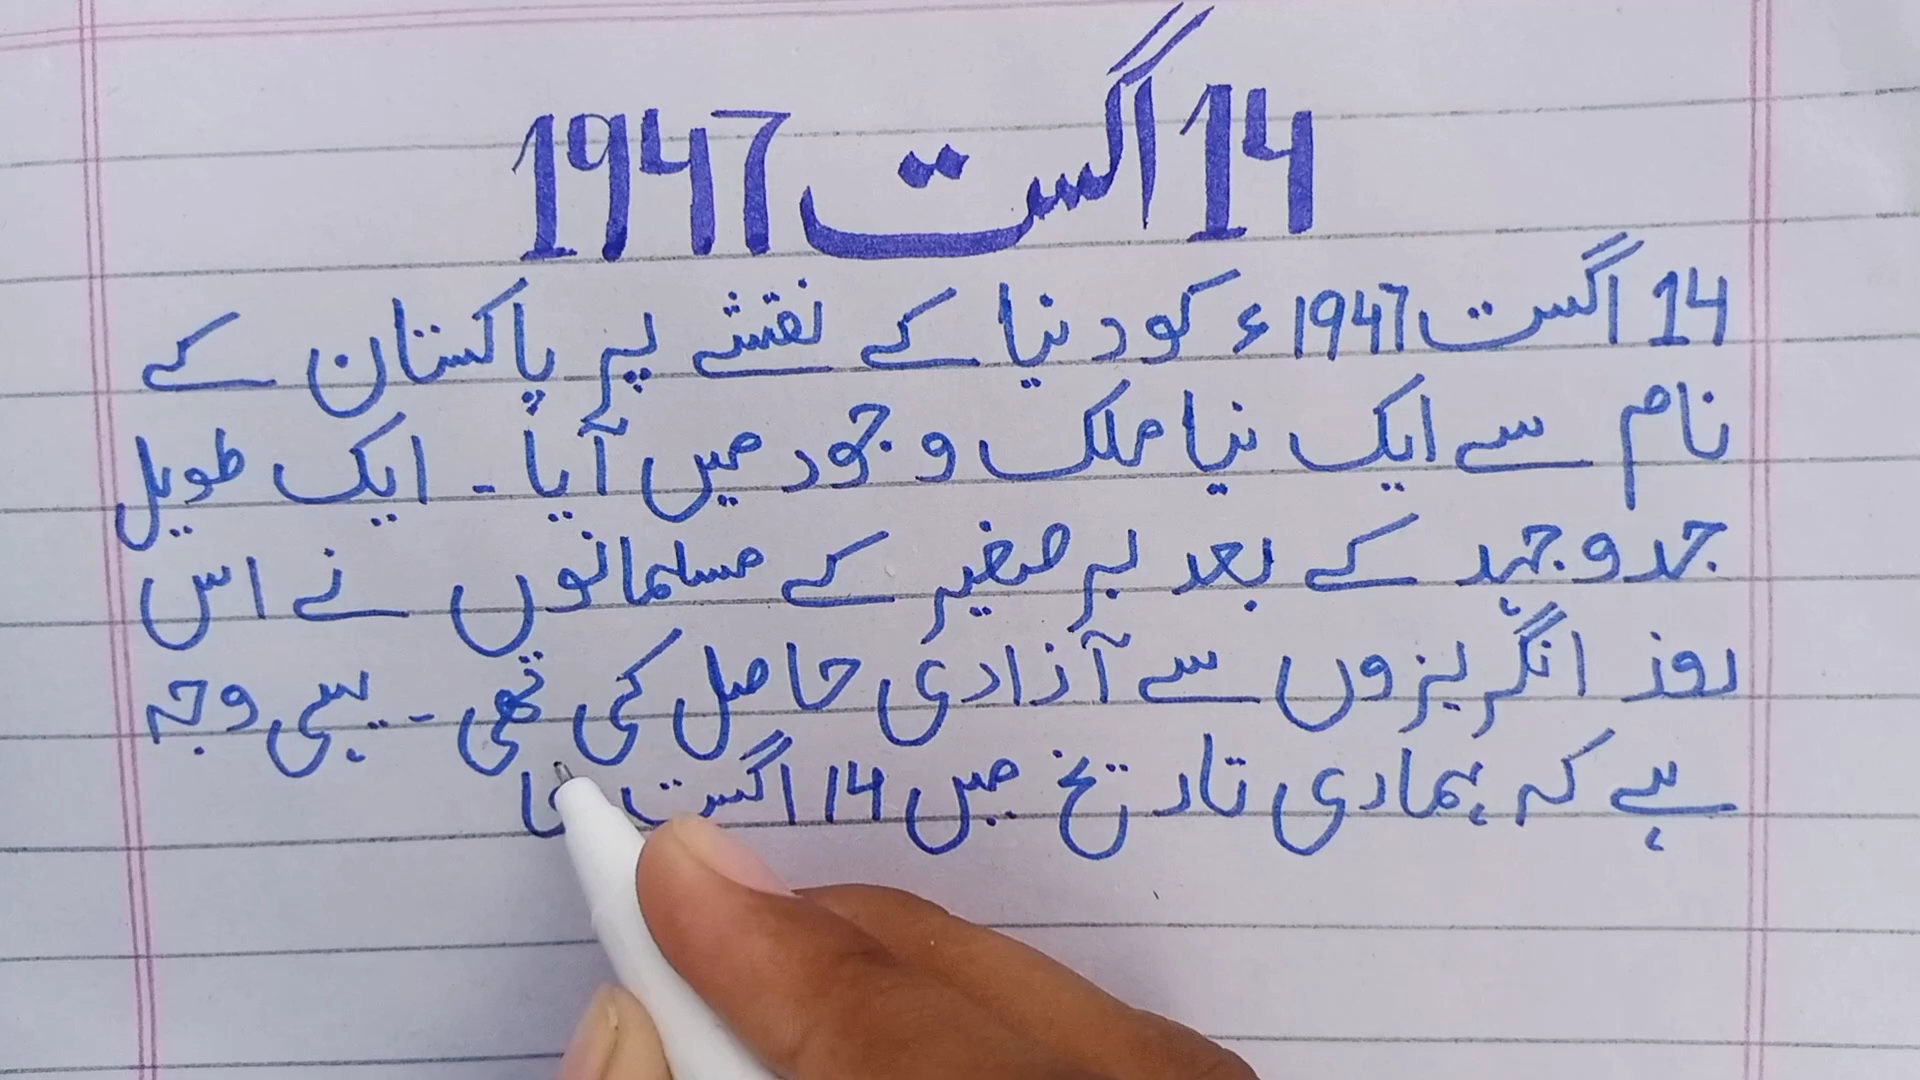 14 اگست 1947
14 اگست 1947ء کو دنیا کے نقشے پر پاکستان کے
نام سے ایک نیا ملک وجود میں آیا۔ ایک طویل
جدوجہد کے بعد برصغیر کے مسلمانوں نے اس
روز انگریزوں سے آزادی حاصل کی تھی۔ یہی وجہ
ہے کہ ہماری تاریخ میں 14 اگست